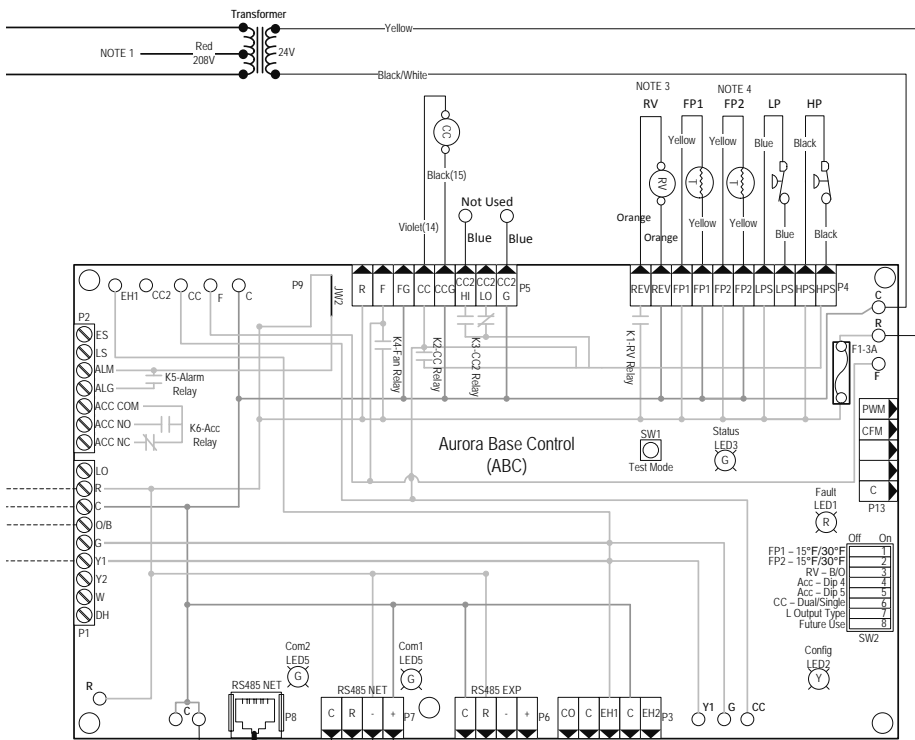 Transformer
NOTE 1
Red
208V
24V
Yellow
Black/White
NOTE 3
NOTE 4
RV
FP1
FP2
LP
HP
CC
Yellow
Yellow
Blue
Black
Black(15)
RV
T
T
Not Used
Violet(14)
Blue
Blue
Orange
Orange
Yellow
Yellow
Blue
Black
EH1
CC2
CC
F
C
P9
JW2
R
F
FG
CC
CCG
CC2 HI
CC2 LO
CC2 G
P5
REV
REV
FP1
FP1
FP2
FP2
LPS
LPS
HPS
HPS
P4
C
R
F1-3A
F
P2
ES
LS
ALM
ALG
ACC COM
ACC NO
ACC NC
K5-Alarm
Relay
K6-Acc
Relay
K4-Fan Relay
K2-CC Relay
K3-CC2 Relay
K1-RV Relay
PWM
CFM
C
P13
Aurora Base Control
(ABC)
SW1
Test Mode
Status
LED3
G
LO
R
C
O/B
G
Y1
Y2
W
DH
P1
Fault
LED1
R
Off
On
FP1 – 15°F/30°F
1
FP2 – 15°F/30°F
2
RV – B/O
3
Acc – Dip 4
4
Acc – Dip 5
5
CC – Dual/Single
6
L Output Type
7
Future Use
8
SW2
Config
LED2
Y
Com2
LED5
G
Com1
LED5
G
R
C
RS485 NET
P8
RS485 NET
C
R
-
+
P7
RS485 EXP
C
R
-
+
P6
CO
C
EH1
C
EH2
P3
Y1
G
CC